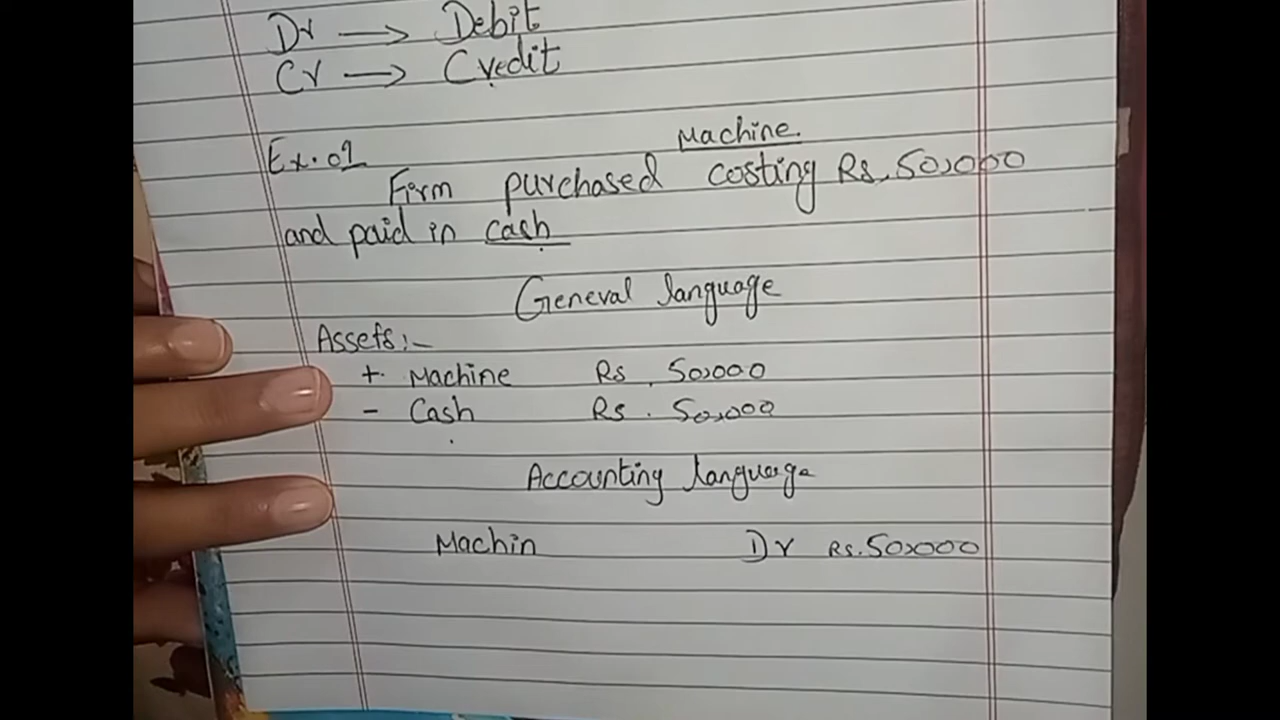 Dr → Debit
Cr → Credit
Ex.01
Machine.
Firm purchased costing Rs.50,000
and paid in cash
General language
Assets:-
+ Machine Rs. 50,000
- Cash Rs. 50,000
Accounting language
Machin Dr Rs.50,000